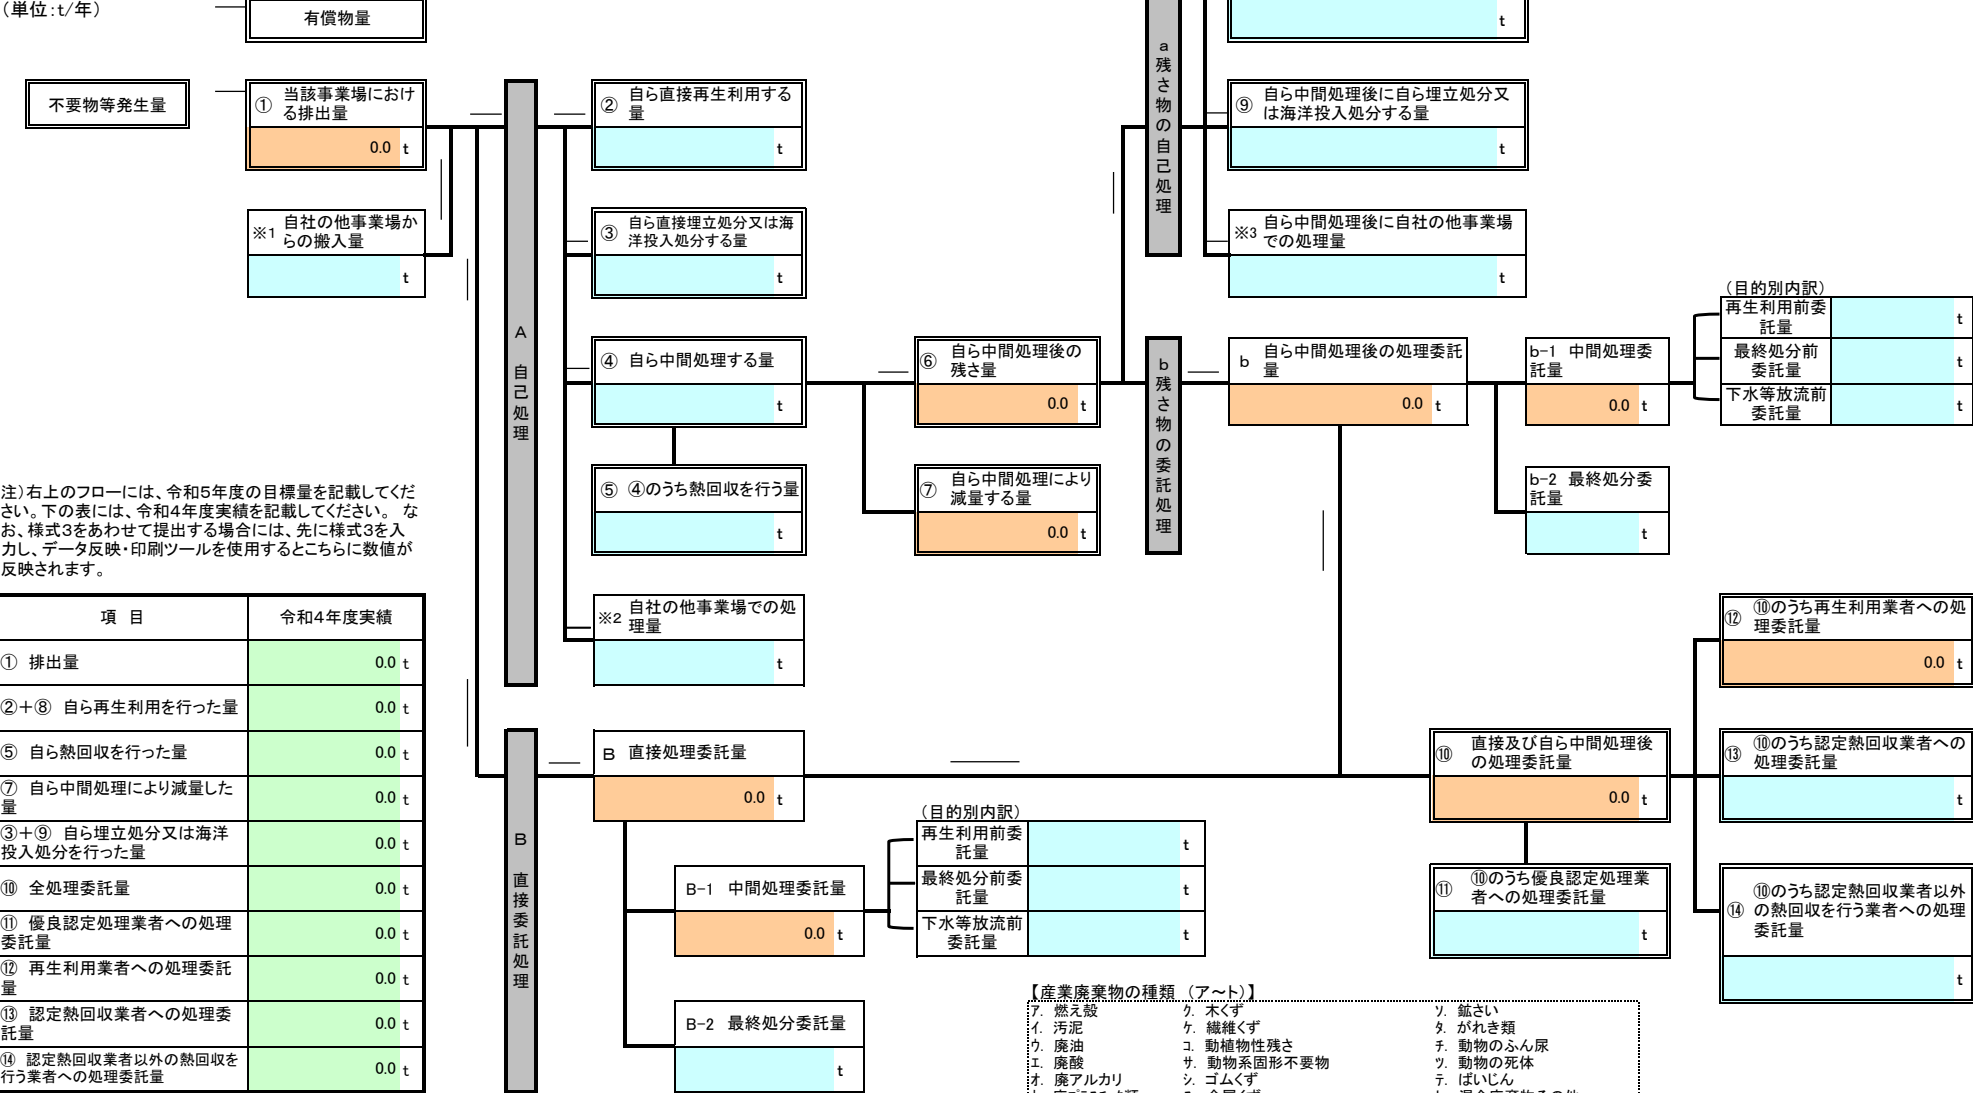 （単位：t/年）
有償物量
t
不要物等発生量
① 当該事業場におけ
る排出量
0.0 t
※1 自社の他事業場か
らの搬入量
t
A 自己処理
② 自ら直接再生利用する
量
t
③ 自ら直接埋立処分又は海
洋投入処分する量
t
④ 自ら中間処理する量
t
⑤ ④のうち熱回収を行う量
t
※2 自社の他事業場での処
理量
t
⑥ 自ら中間処理後の
残さ量
0.0 t
⑦ 自ら中間処理により
減量する量
0.0 t
a残さ物の自己処理
⑨ 自ら中間処理後に自ら埋立処分又
は海洋投入処分する量
t
※3 自ら中間処理後に自社の他事業場
での処理量
t
b残さ物の委託処理
b 自ら中間処理後の処理委託
量
0.0 t
b-1 中間処理委
託量
0.0 t
b-2 最終処分委
託量
t
（目的別内訳）
再生利用前委
託量
t
最終処分前
委託量
t
下水等放流前
委託量
t
注）右上のフローには、令和5年度の目標量を記載してくだ
さい。下の表には、令和4年度実績を記載してください。 な
お、様式3をあわせて提出する場合には、先に様式3を入
力し、データ反映・印刷ツールを使用するとこちらに数値が
反映されます。
項 目 令和4年度実績
① 排出量 0.0 t
②＋⑧ 自ら再生利用を行った量 0.0 t
⑤ 自ら熱回収を行った量 0.0 t
⑦ 自ら中間処理により減量した
量 0.0 t
③＋⑨ 自ら埋立処分又は海洋
投入処分を行った量 0.0 t
⑩ 全処理委託量 0.0 t
⑪ 優良認定処理業者への処理
委託量 0.0 t
⑫ 再生利用業者への処理委託
量 0.0 t
⑬ 認定熱回収業者への処理委
託量 0.0 t
⑭ 認定熱回収業者以外の熱回収を
行う業者への処理委託量 0.0 t
B 直接委託処理
B 直接処理委託量
0.0 t
B-1 中間処理委託量
0.0 t
B-2 最終処分委託量
t
（目的別内訳）
再生利用前委
託量
t
最終処分前委
託量
t
下水等放流前
委託量
t
⑩ 直接及び自ら中間処理後
の処理委託量
0.0 t
⑪ ⑩のうち優良認定処理業
者への処理委託量
t
⑫ ⑩のうち再生利用業者への処
理委託量
0.0 t
⑬ ⑩のうち認定熱回収業者への
処理委託量
t
⑭ ⑩のうち認定熱回収業者以外
の熱回収を行う業者への処理
委託量
t
【産業廃棄物の種類 （ア～ト）】
ア. 燃え殻 ク. 木くず ソ. 鉱さい
イ. 汚泥 ケ. 繊維くず タ. がれき類
ウ. 廃油 コ. 動植物性残さ チ. 動物のふん尿
エ. 廃酸 サ. 動物系固形不要物 ツ. 動物の死体
オ. 廃アルカリ シ. ゴムくず テ. ばいじん